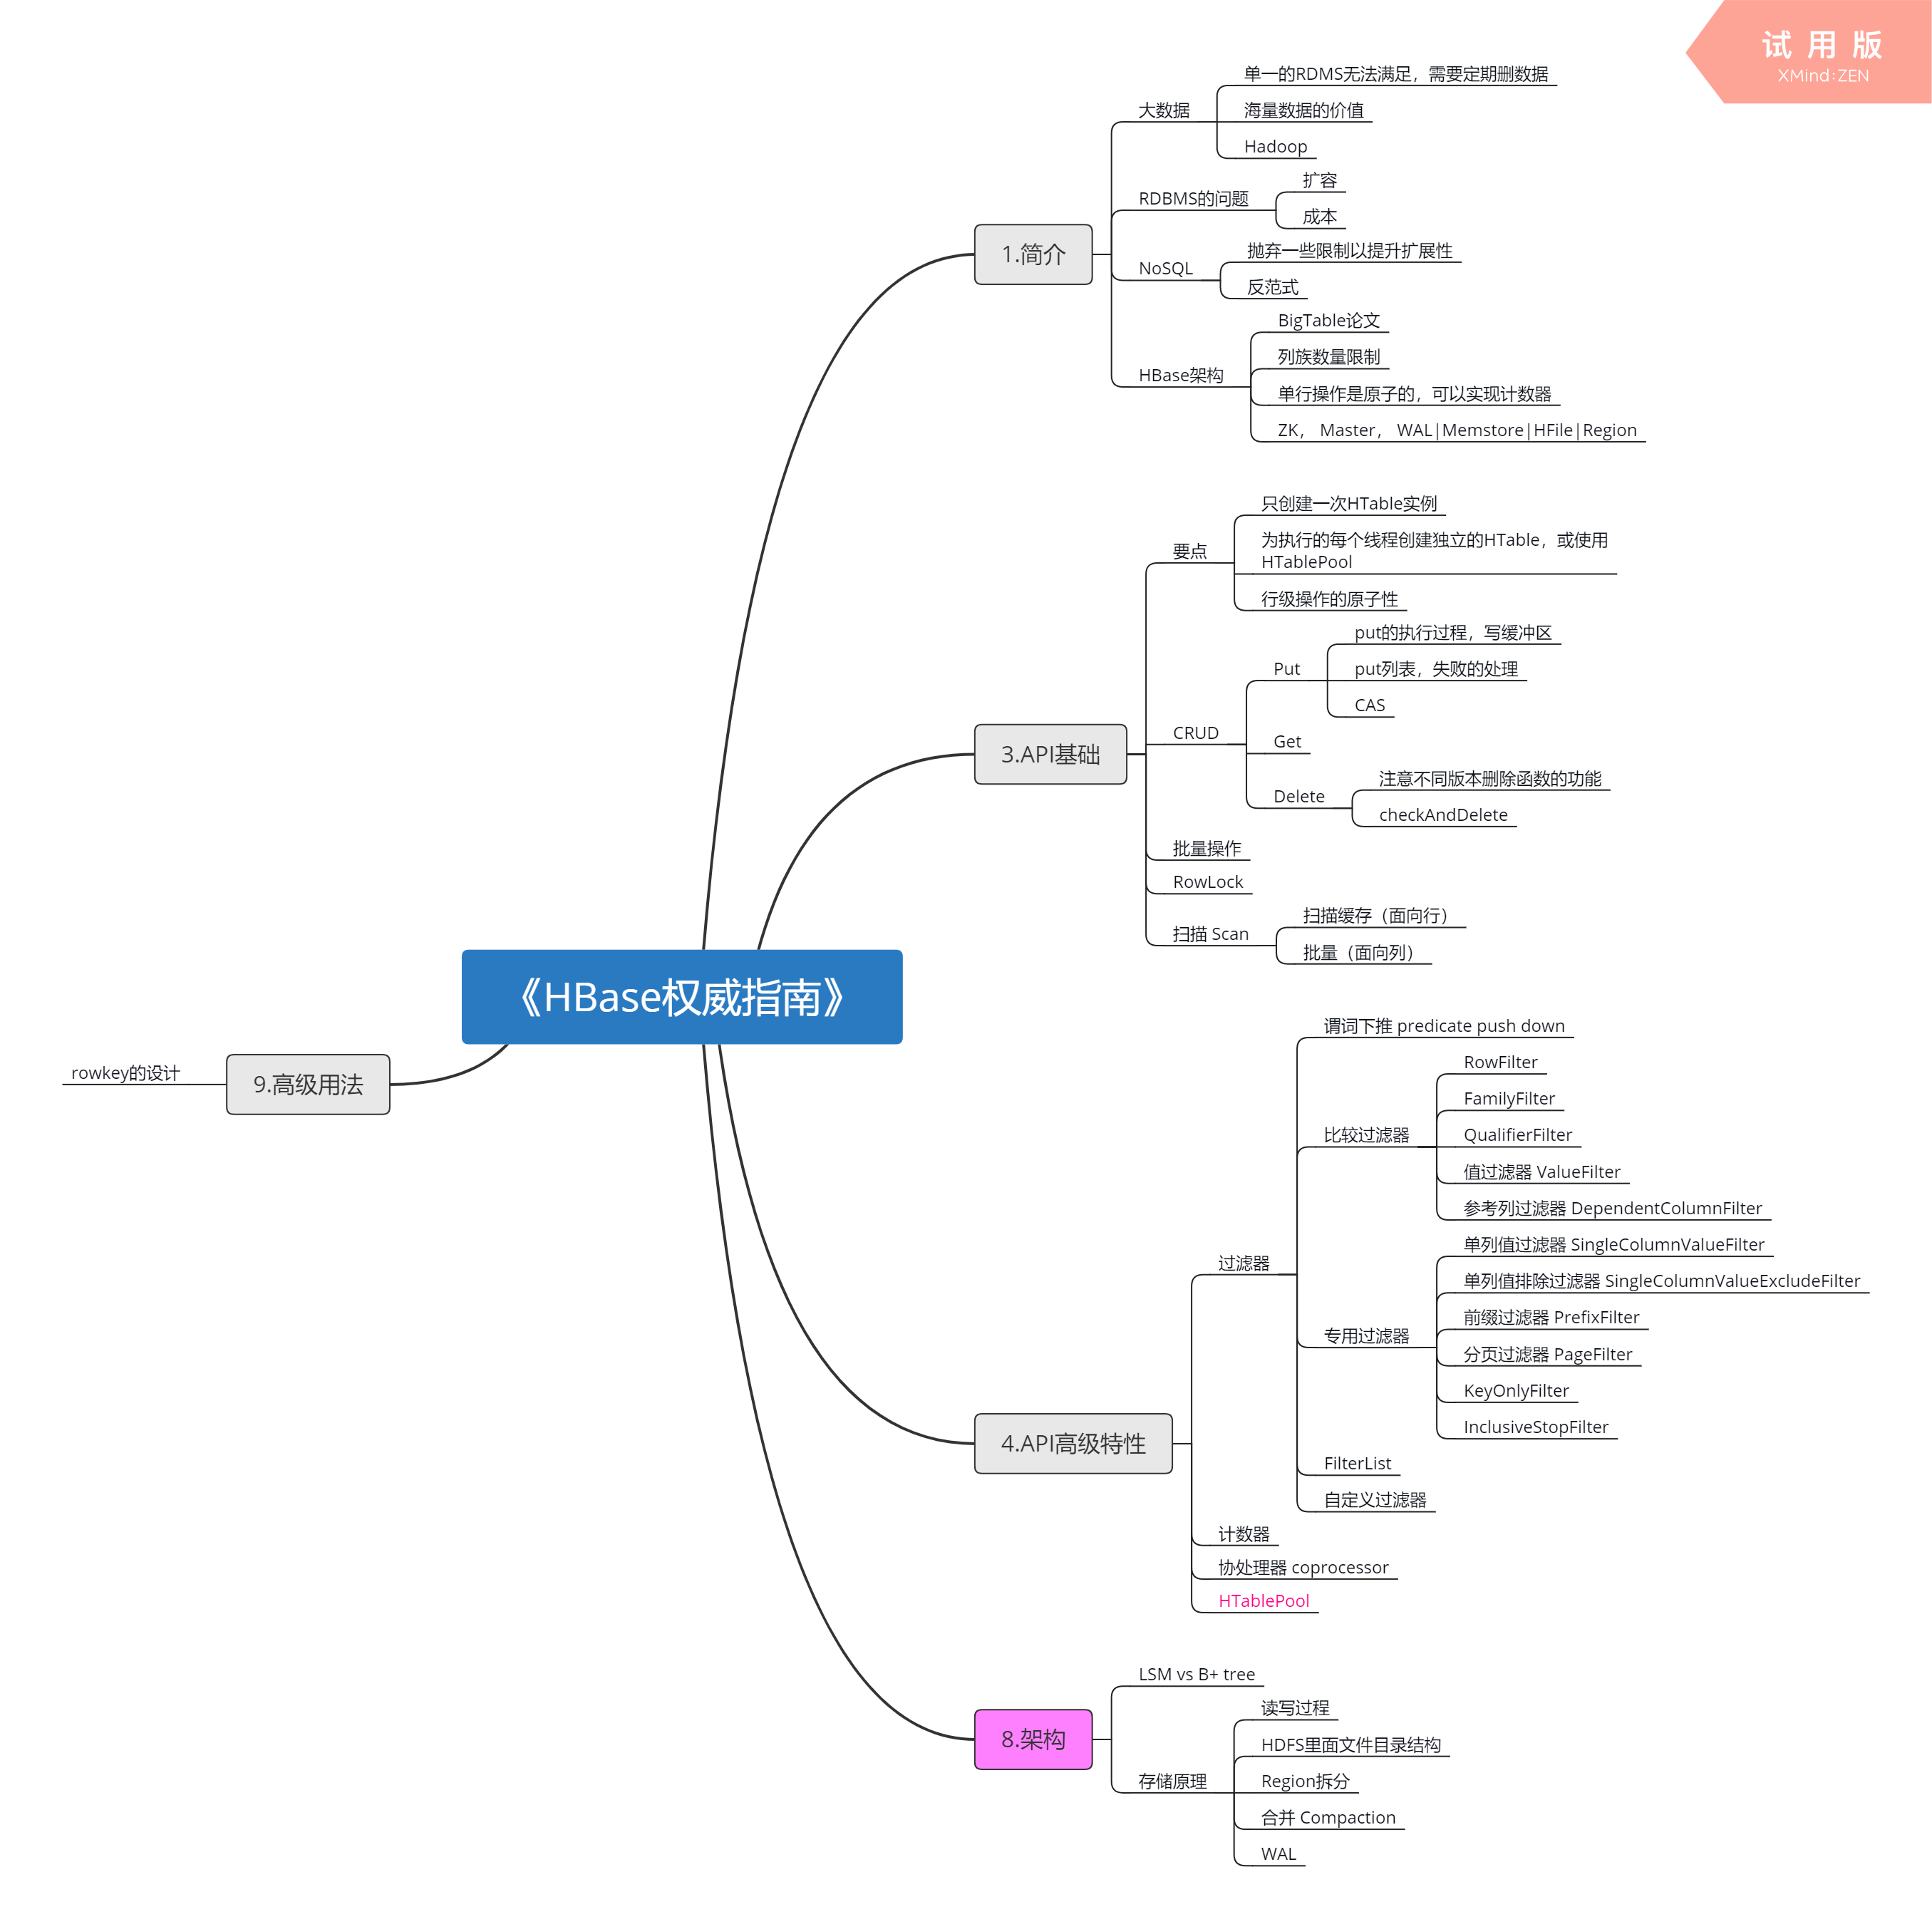 试 用 版
XMind:ZEN
《HBase权威指南》
1.简介
大数据
单一的RDMS无法满足，需要定期删数据
海量数据的价值
Hadoop
RDBMS的问题
扩容
成本
NoSQL
抛弃一些限制以提升扩展性
反范式
HBase架构
BigTable论文
列族数量限制
单行操作是原子的，可以实现计数器
ZK， Master， WAL|Memstore|HFile|Region
3.API基础
要点
只创建一次HTable实例
为执行的每个线程创建独立的HTable，或使用
HTablePool
行级操作的原子性
CRUD
Put
put的执行过程，写缓冲区
put列表，失败的处理
CAS
Get
Delete
注意不同版本删除函数的功能
checkAndDelete
批量操作
RowLock
扫描 Scan
扫描缓存（面向行）
批量（面向列）
4.API高级特性
过滤器
谓词下推 predicate push down
比较过滤器
RowFilter
FamilyFilter
QualifierFilter
值过滤器 ValueFilter
参考列过滤器 DependentColumnFilter
专用过滤器
单列值过滤器 SingleColumnValueFilter
单列值排除过滤器 SingleColumnValueExcludeFilter
前缀过滤器 PrefixFilter
分页过滤器 PageFilter
KeyOnlyFilter
InclusiveStopFilter
FilterList
自定义过滤器
计数器
协处理器 coprocessor
HTablePool
8.架构
LSM vs B+ tree
存储原理
读写过程
HDFS里面文件目录结构
Region拆分
合并 Compaction
WAL
9.高级用法
rowkey的设计